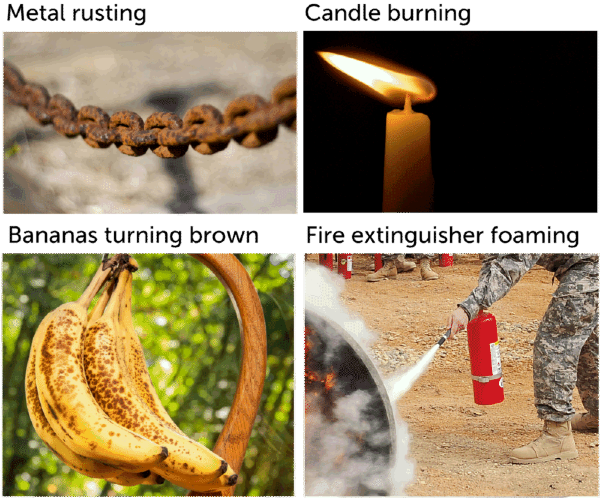 Metal rusting
Candle burning
Bananas turning brown
Fire extinguisher foaming